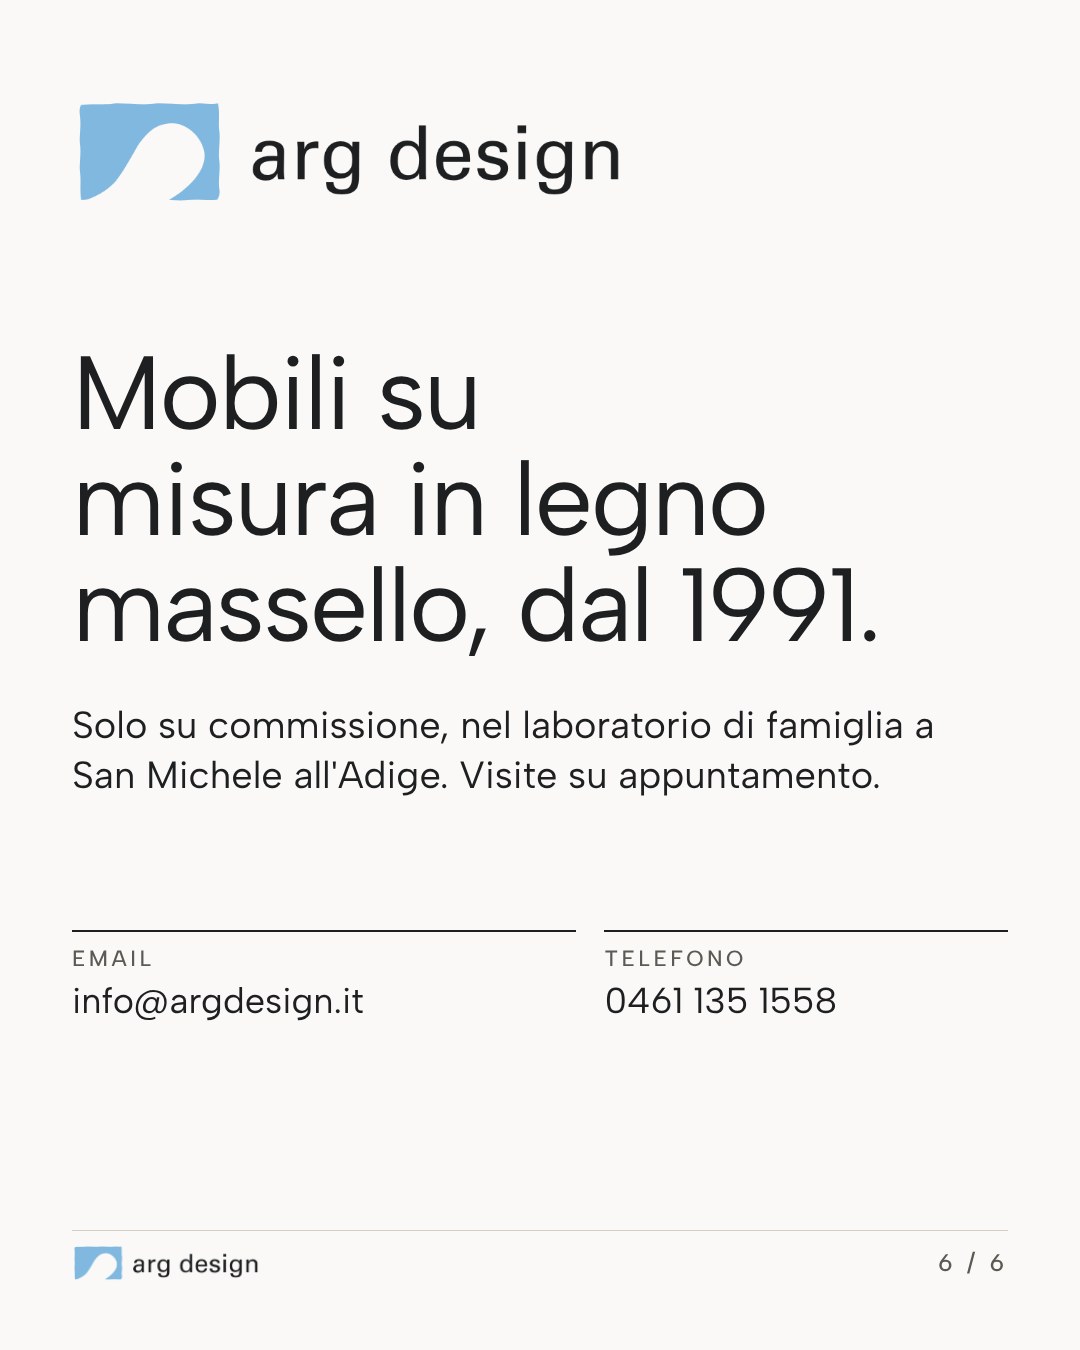 arg design
Mobili su
misura in legno
massello, dal 1991.
Solo su commissione, nel laboratorio di famiglia a
San Michele all'Adige. Visite su appuntamento.
EMAIL
info@argdesign.it
TELEFONO
0461 135 1558
arg design
6 / 6